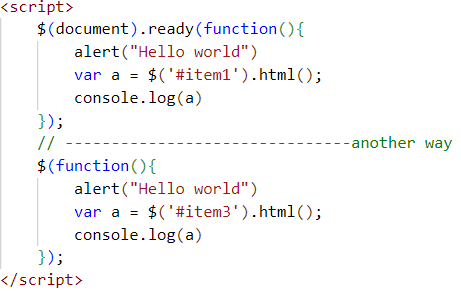 <script>
$(document).ready(function(){
alert("Hello world")
var a = $('#item1').html();
console.log(a)
});
// -------------------------------another way
$(function(){
alert("Hello world")
var a = $('#item3').html();
console.log(a)
});
</script>